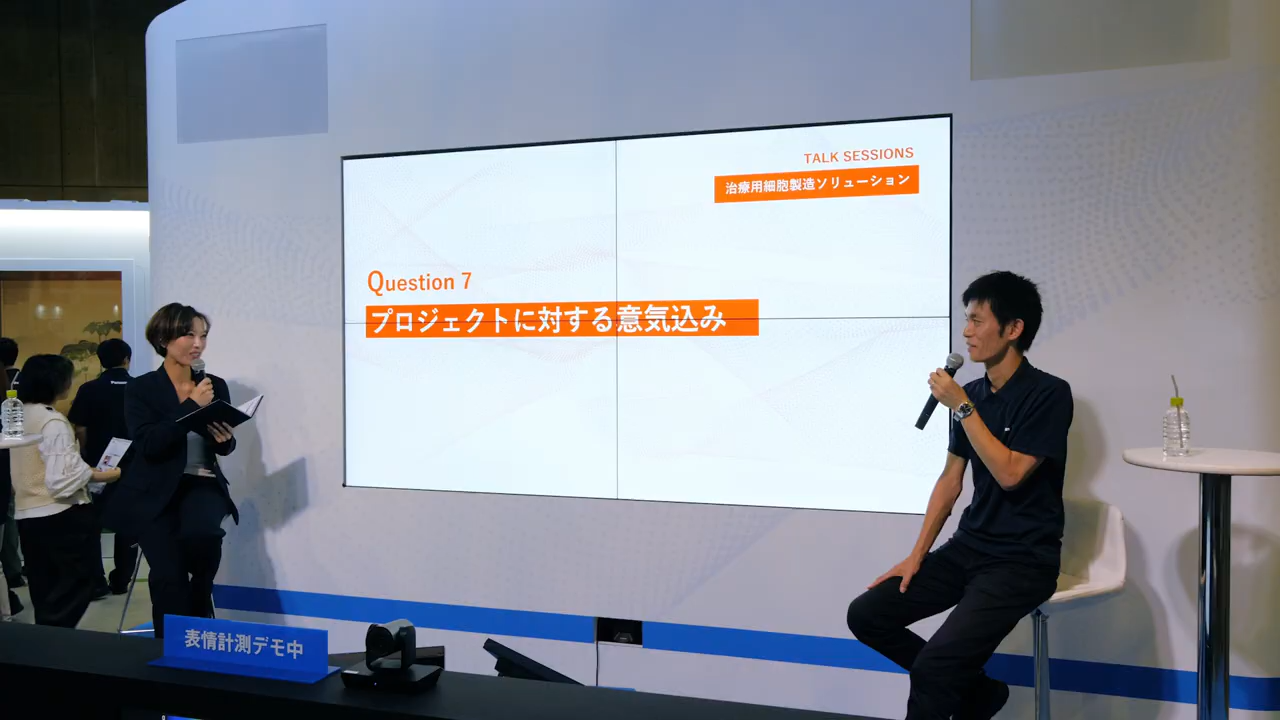 TALK SESSIONS
治療用細胞製造ソリューション
Question 7
プロジェクトに対する意気込み
表情計測デモ中